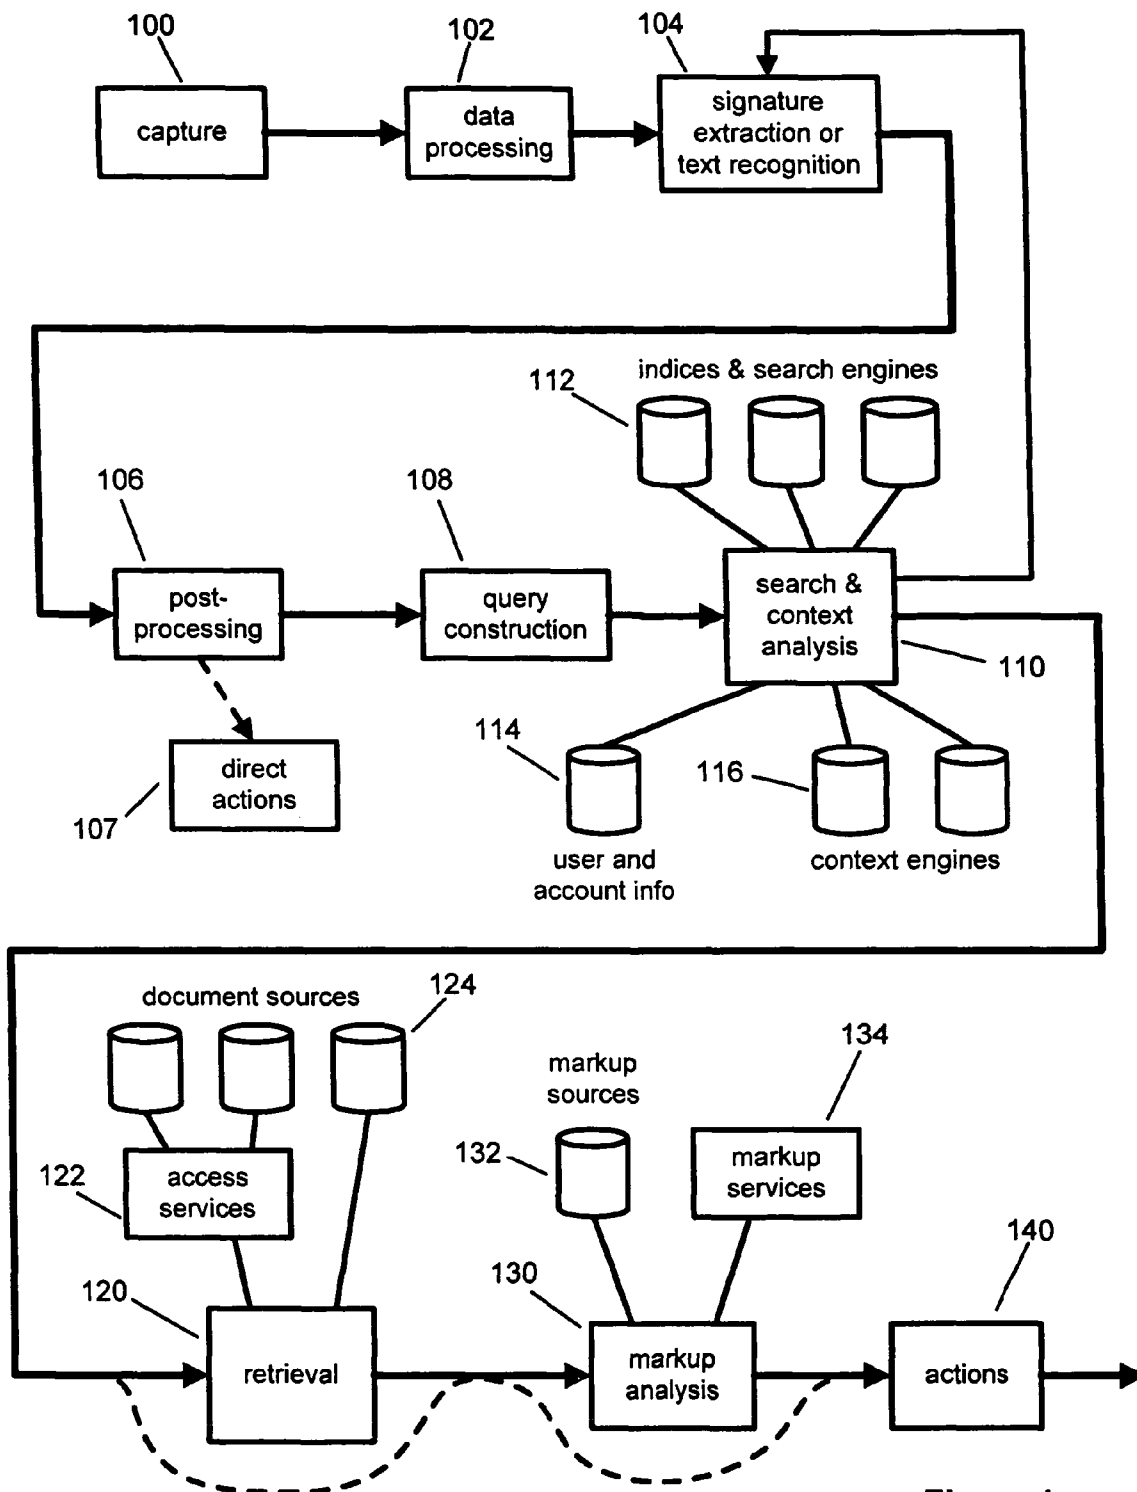 100
102
104
capture
data
processing
signature
extraction or
text recognition
indices & search engines
112
106
108
post-
processing
query
construction
search &
context
analysis
110
direct
actions
107
114
116
user and
account info
context engines
document sources
124
markup
sources
134
132
markup
services
122
access
services
120
130
140
retrieval
markup
analysis
actions